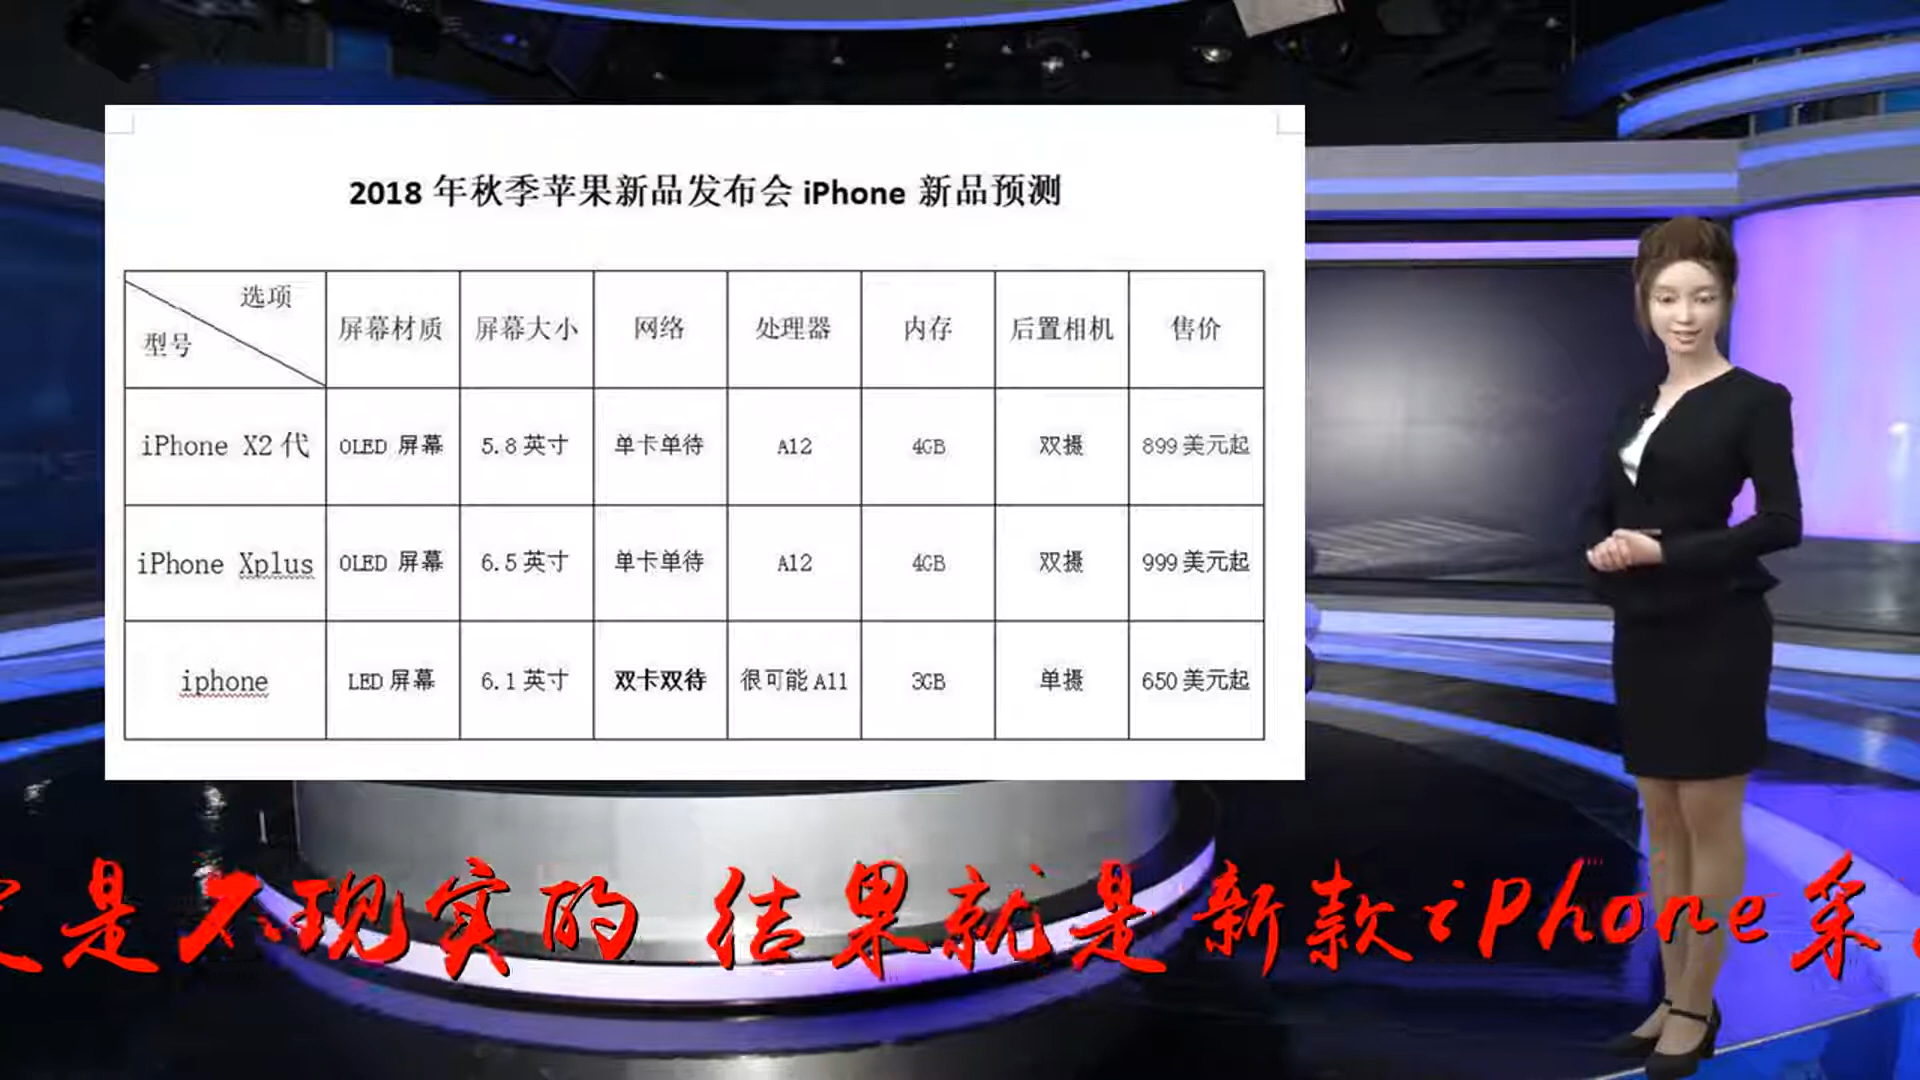 2018 年秋季苹果新品发布会 iPhone 新品预测
选项
型号 屏幕材质 屏幕大小 网络 处理器 内存 后置相机 售价
iPhone X2代 OLED 屏幕 5.8 英寸 单卡单待 A12 4GB 双摄 899 美元起
iPhone Xplus OLED 屏幕 6.5 英寸 单卡单待 A12 4GB 双摄 999 美元起
iphone LED 屏幕 6.1 英寸 双卡双待 很可能 A11 3GB 单摄 650 美元起
是不现实的 结果就是新款iPhone采